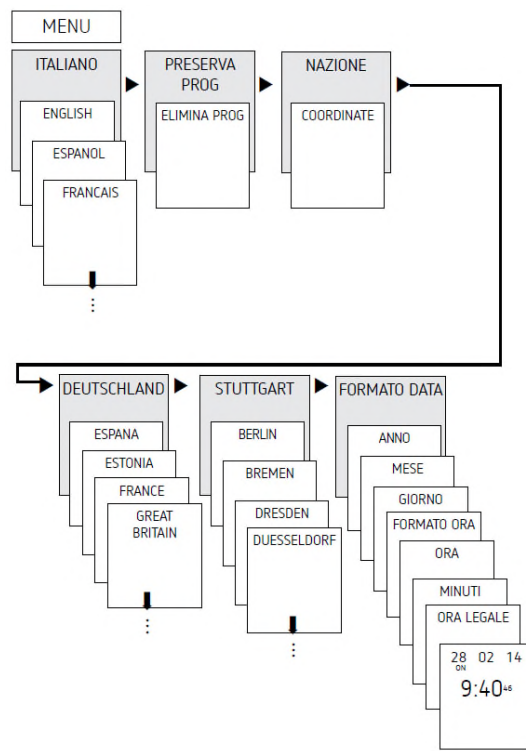 MENU
ITALIANO
ENGLISH
ESPANOL
FRANCAIS
PRESERVA
PROG
ELIMINA PROG
NAZIONE
COORDINATE
DEUTSCHLAND
ESPANA
ESTONIA
FRANCE
GREAT
BRITAIN
STUTTGART
BERLIN
BREMEN
DRESDEN
DUESSELDORF
FORMATO DATA
ANNO
MESE
GIORNO
FORMATO ORA
ORA
MINUTI
ORA LEGALE
28 02 14
ON
9:40 46